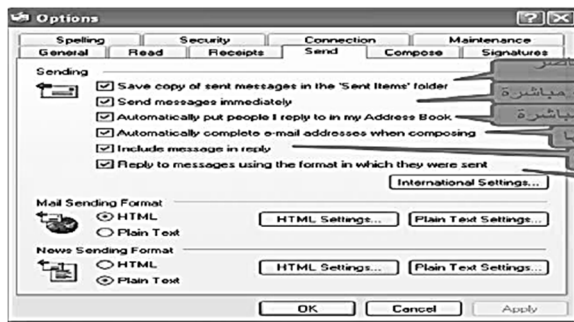 Options
Spelling Security Connection Maintenance
General Read Receipts Send Compose Signatures
Sending
Save copy of sent messages in the 'Sent Items' folder
Send messages immediately
مباشرة
Automatically put people I reply to in my Address Book
مباشرة
Automatically complete e-mail addresses when composing
Include message in reply
Reply to messages using the format in which they were sent
International Settings...
Mail Sending Format
HTML HTML Settings... Plain Text Settings...
Plain Text
News Sending Format
HTML HTML Settings... Plain Text Settings...
Plain Text
OK Cancel Apply